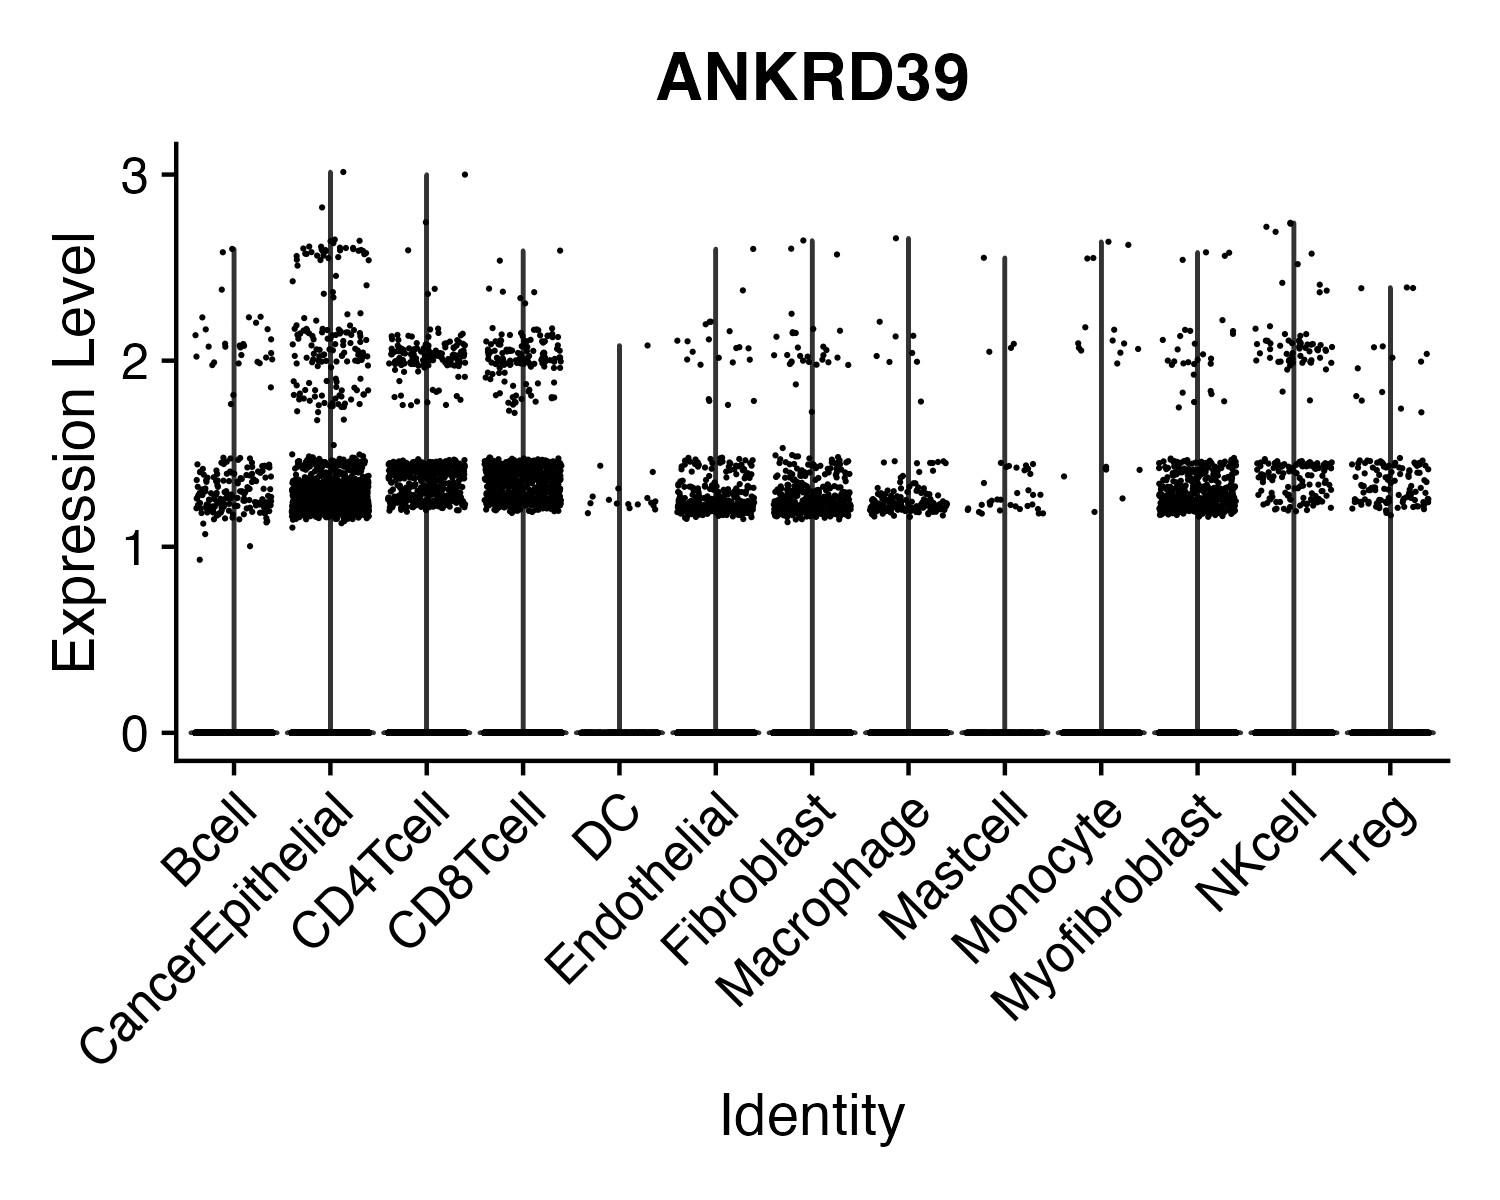 ANKRD39
Expression Level
3
2
1
0
Bcell
CancerEpithelial
CD4Tcell
CD8Tcell
DC
Endothelial
Fibroblast
Macrophage
Mastcell
Monocyte
Myofibroblast
NKcell
Treg
Identity